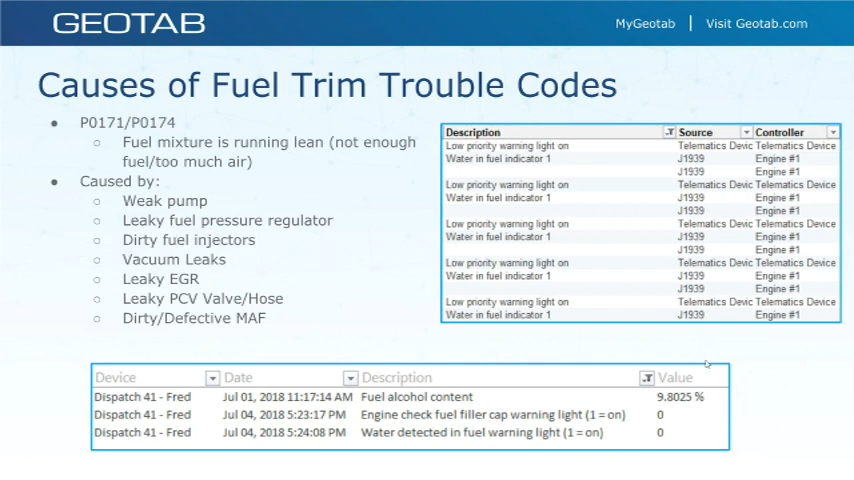 GEOTAB
MyGeotab | Visit Geotab.com
Causes of Fuel Trim Trouble Codes
● P0171/P0174
○ Fuel mixture is running lean (not enough
fuel/too much air)
● Caused by:
○ Weak pump
○ Leaky fuel pressure regulator
○ Dirty fuel injectors
○ Vacuum Leaks
○ Leaky EGR
○ Leaky PCV Valve/Hose
○ Dirty/Defective MAF
Description Source Controller
Low priority warning light on Telematics Devic Telematics Device
Water in fuel indicator 1 J1939 Engine #1
J1939 Engine #1
Low priority warning light on Telematics Devic Telematics Device
Water in fuel indicator 1 J1939 Engine #1
J1939 Engine #1
Low priority warning light on Telematics Devic Telematics Device
Water in fuel indicator 1 J1939 Engine #1
J1939 Engine #1
Low priority warning light on Telematics Devic Telematics Device
Water in fuel indicator 1 J1939 Engine #1
J1939 Engine #1
Low priority warning light on Telematics Devic Telematics Device
Water in fuel indicator 1 J1939 Engine #1
Device Date Description Value
Dispatch 41 - Fred Jul 01, 2018 11:17:14 AM Fuel alcohol content 9.8025 %
Dispatch 41 - Fred Jul 04, 2018 5:23:17 PM Engine check fuel filler cap warning light (1 = on) 0
Dispatch 41 - Fred Jul 04, 2018 5:24:08 PM Water detected in fuel warning light (1 = on) 0